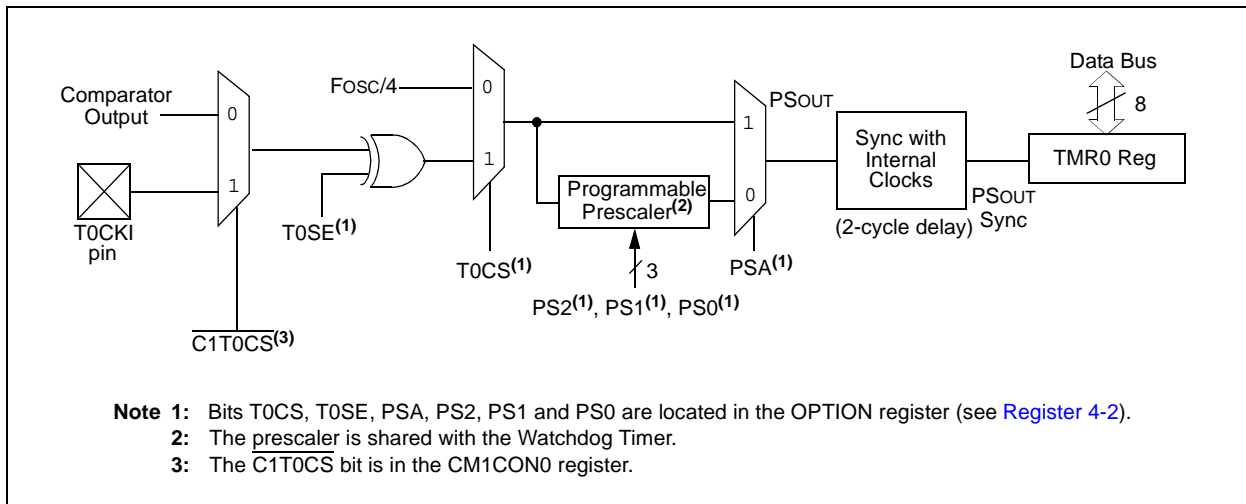 Data Bus
8
FOSC/4
0
PSOUT
Comparator
Output
0
1
1
Sync with
Internal
Clocks
TMR0 Reg
1
Programmable
Prescaler(2)
0
PSOUT
Sync
T0CKI
pin
T0SE(1)
(2-cycle delay)
T0CS(1)
3
PSA(1)
PS2(1), PS1(1), PS0(1)
C1T0CS(3)
Note 1: Bits T0CS, T0SE, PSA, PS2, PS1 and PS0 are located in the OPTION register (see Register 4-2).
2: The prescaler is shared with the Watchdog Timer.
3: The C1T0CS bit is in the CM1CON0 register.